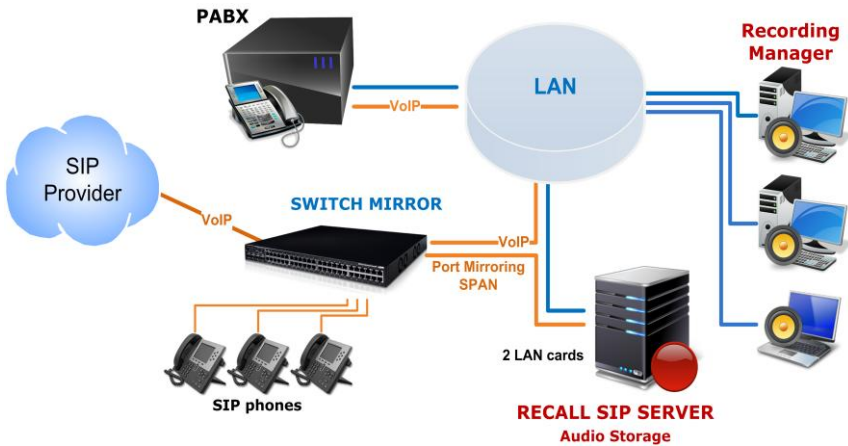 PABX
Recording
Manager
LAN
VoIP
SIP
Provider
SWITCH MIRROR
VoIP
VoIP
Port Mirroring
SPAN
2 LAN cards
SIP phones
RECALL SIP SERVER
Audio Storage